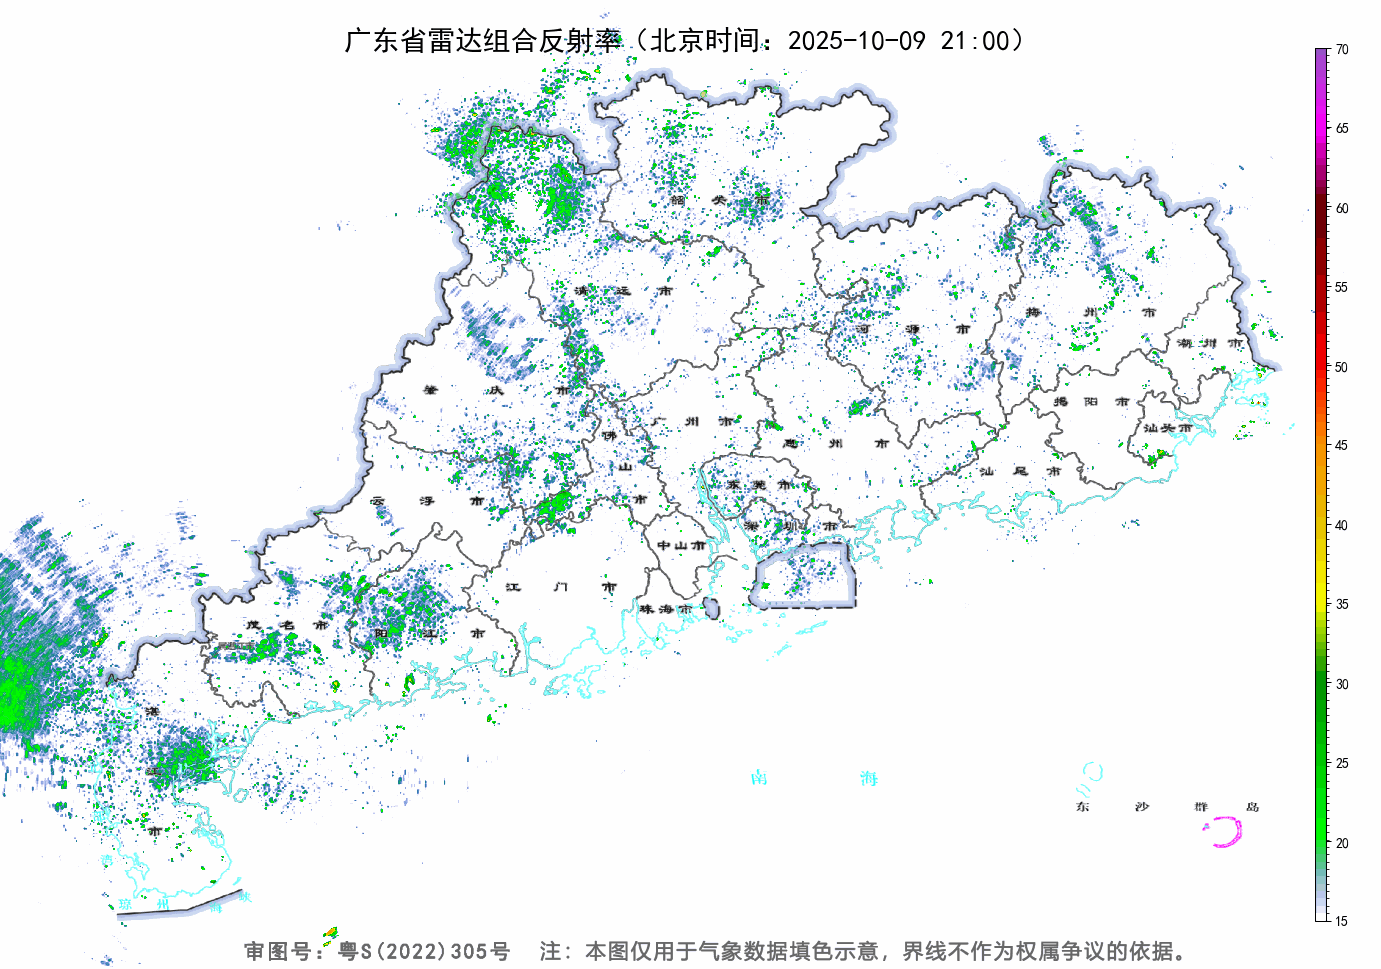 广东省雷达组合反射率（北京时间：2025-10-09 21:00）
70
65
60
55
50
45
40
35
30
25
20
15
韶关市
清远市
梅州市
河源市
潮州市
肇庆市
揭阳市
广州市
汕头市
佛山市
惠州市
汕尾市
云浮市
东莞市
深圳市
中山市
江门市
珠海市
茂名市
阳江市
湛江市
南海
东沙群岛
琼州海峡
审图号：粤S(2022)305号 注：本图仅用于气象数据填色示意，界线不作为权属争议的依据。